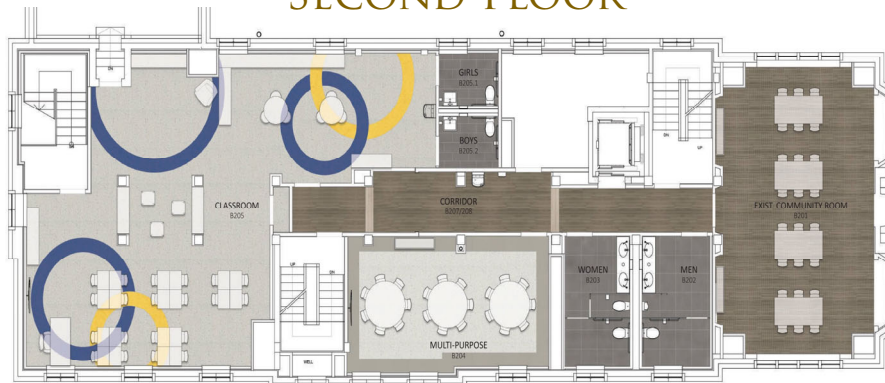 SECOND FLOOR
GIRLS
B205.1
BOYS
B205.2
CLASSROOM
B205
CORRIDOR
B207/208
EXIST. COMMUNITY ROOM
B201
WOMEN
B203
MEN
B202
MULTI-PURPOSE
B204
DN
DN
DN
UP
UP
DN
WELL